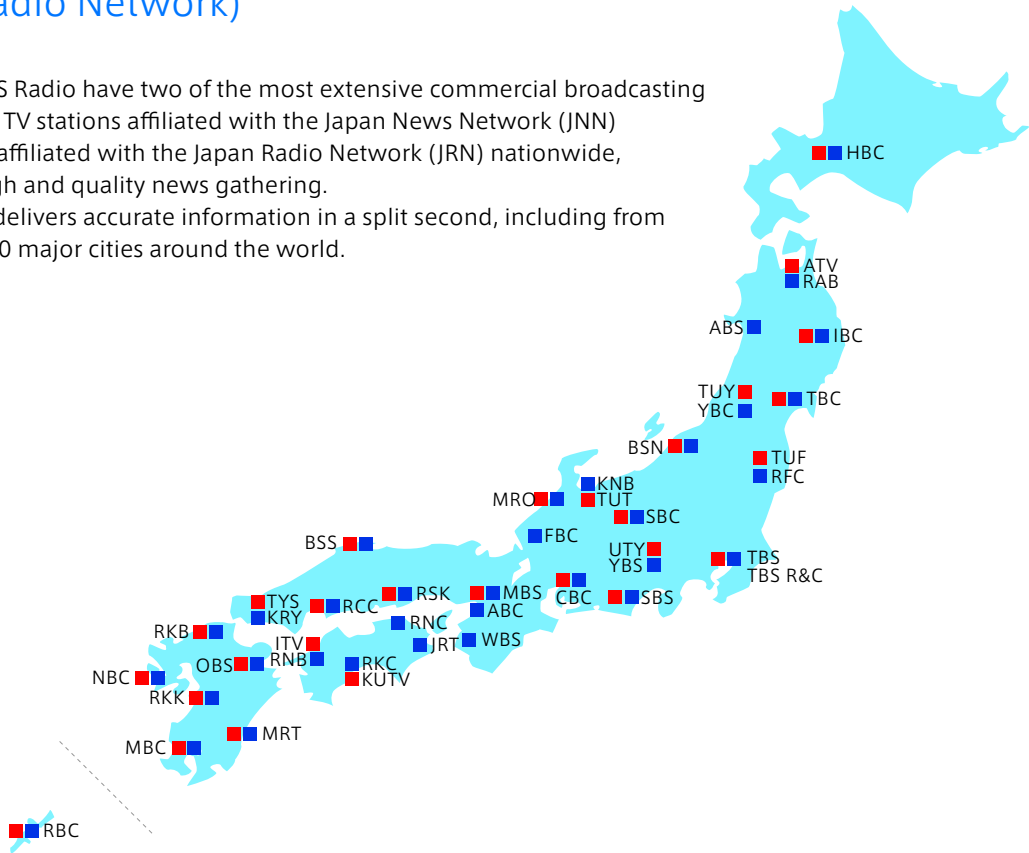 adio Network)
S Radio have two of the most extensive commercial broadcasting
TV stations affiliated with the Japan News Network (JNN)
affiliated with the Japan Radio Network (JRN) nationwide,
gh and quality news gathering.
delivers accurate information in a split second, including from
0 major cities around the world.
HBC
ATV
RAB
ABS
IBC
TUY
YBC
TBC
BSN
TUF
RFC
KNB
MRO
TUT
SBC
FBC
BSS
UTY
YBS
TBS
TBS R&C
CBC
SBS
RSK
MBS
ABC
TYS
KRY
RCC
RNC
RKB
ITV
RNB
JRT
WBS
OBS
RKC
KUTV
NBC
RKK
MRT
MBC
RBC